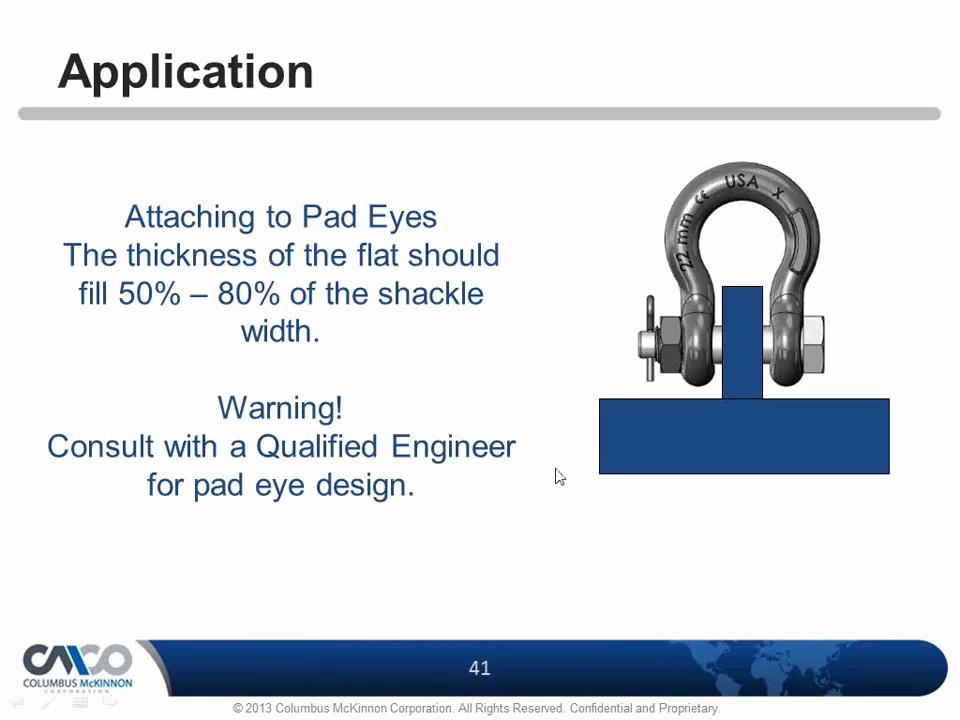 Application
Attaching to Pad Eyes
The thickness of the flat should
fill 50% – 80% of the shackle
width.
Warning!
Consult with a Qualified Engineer
for pad eye design.
22 mm CE USA X
CMCO
COLUMBUS McKINNON
CORPORATION
41
© 2013 Columbus McKinnon Corporation. All Rights Reserved. Confidential and Proprietary.